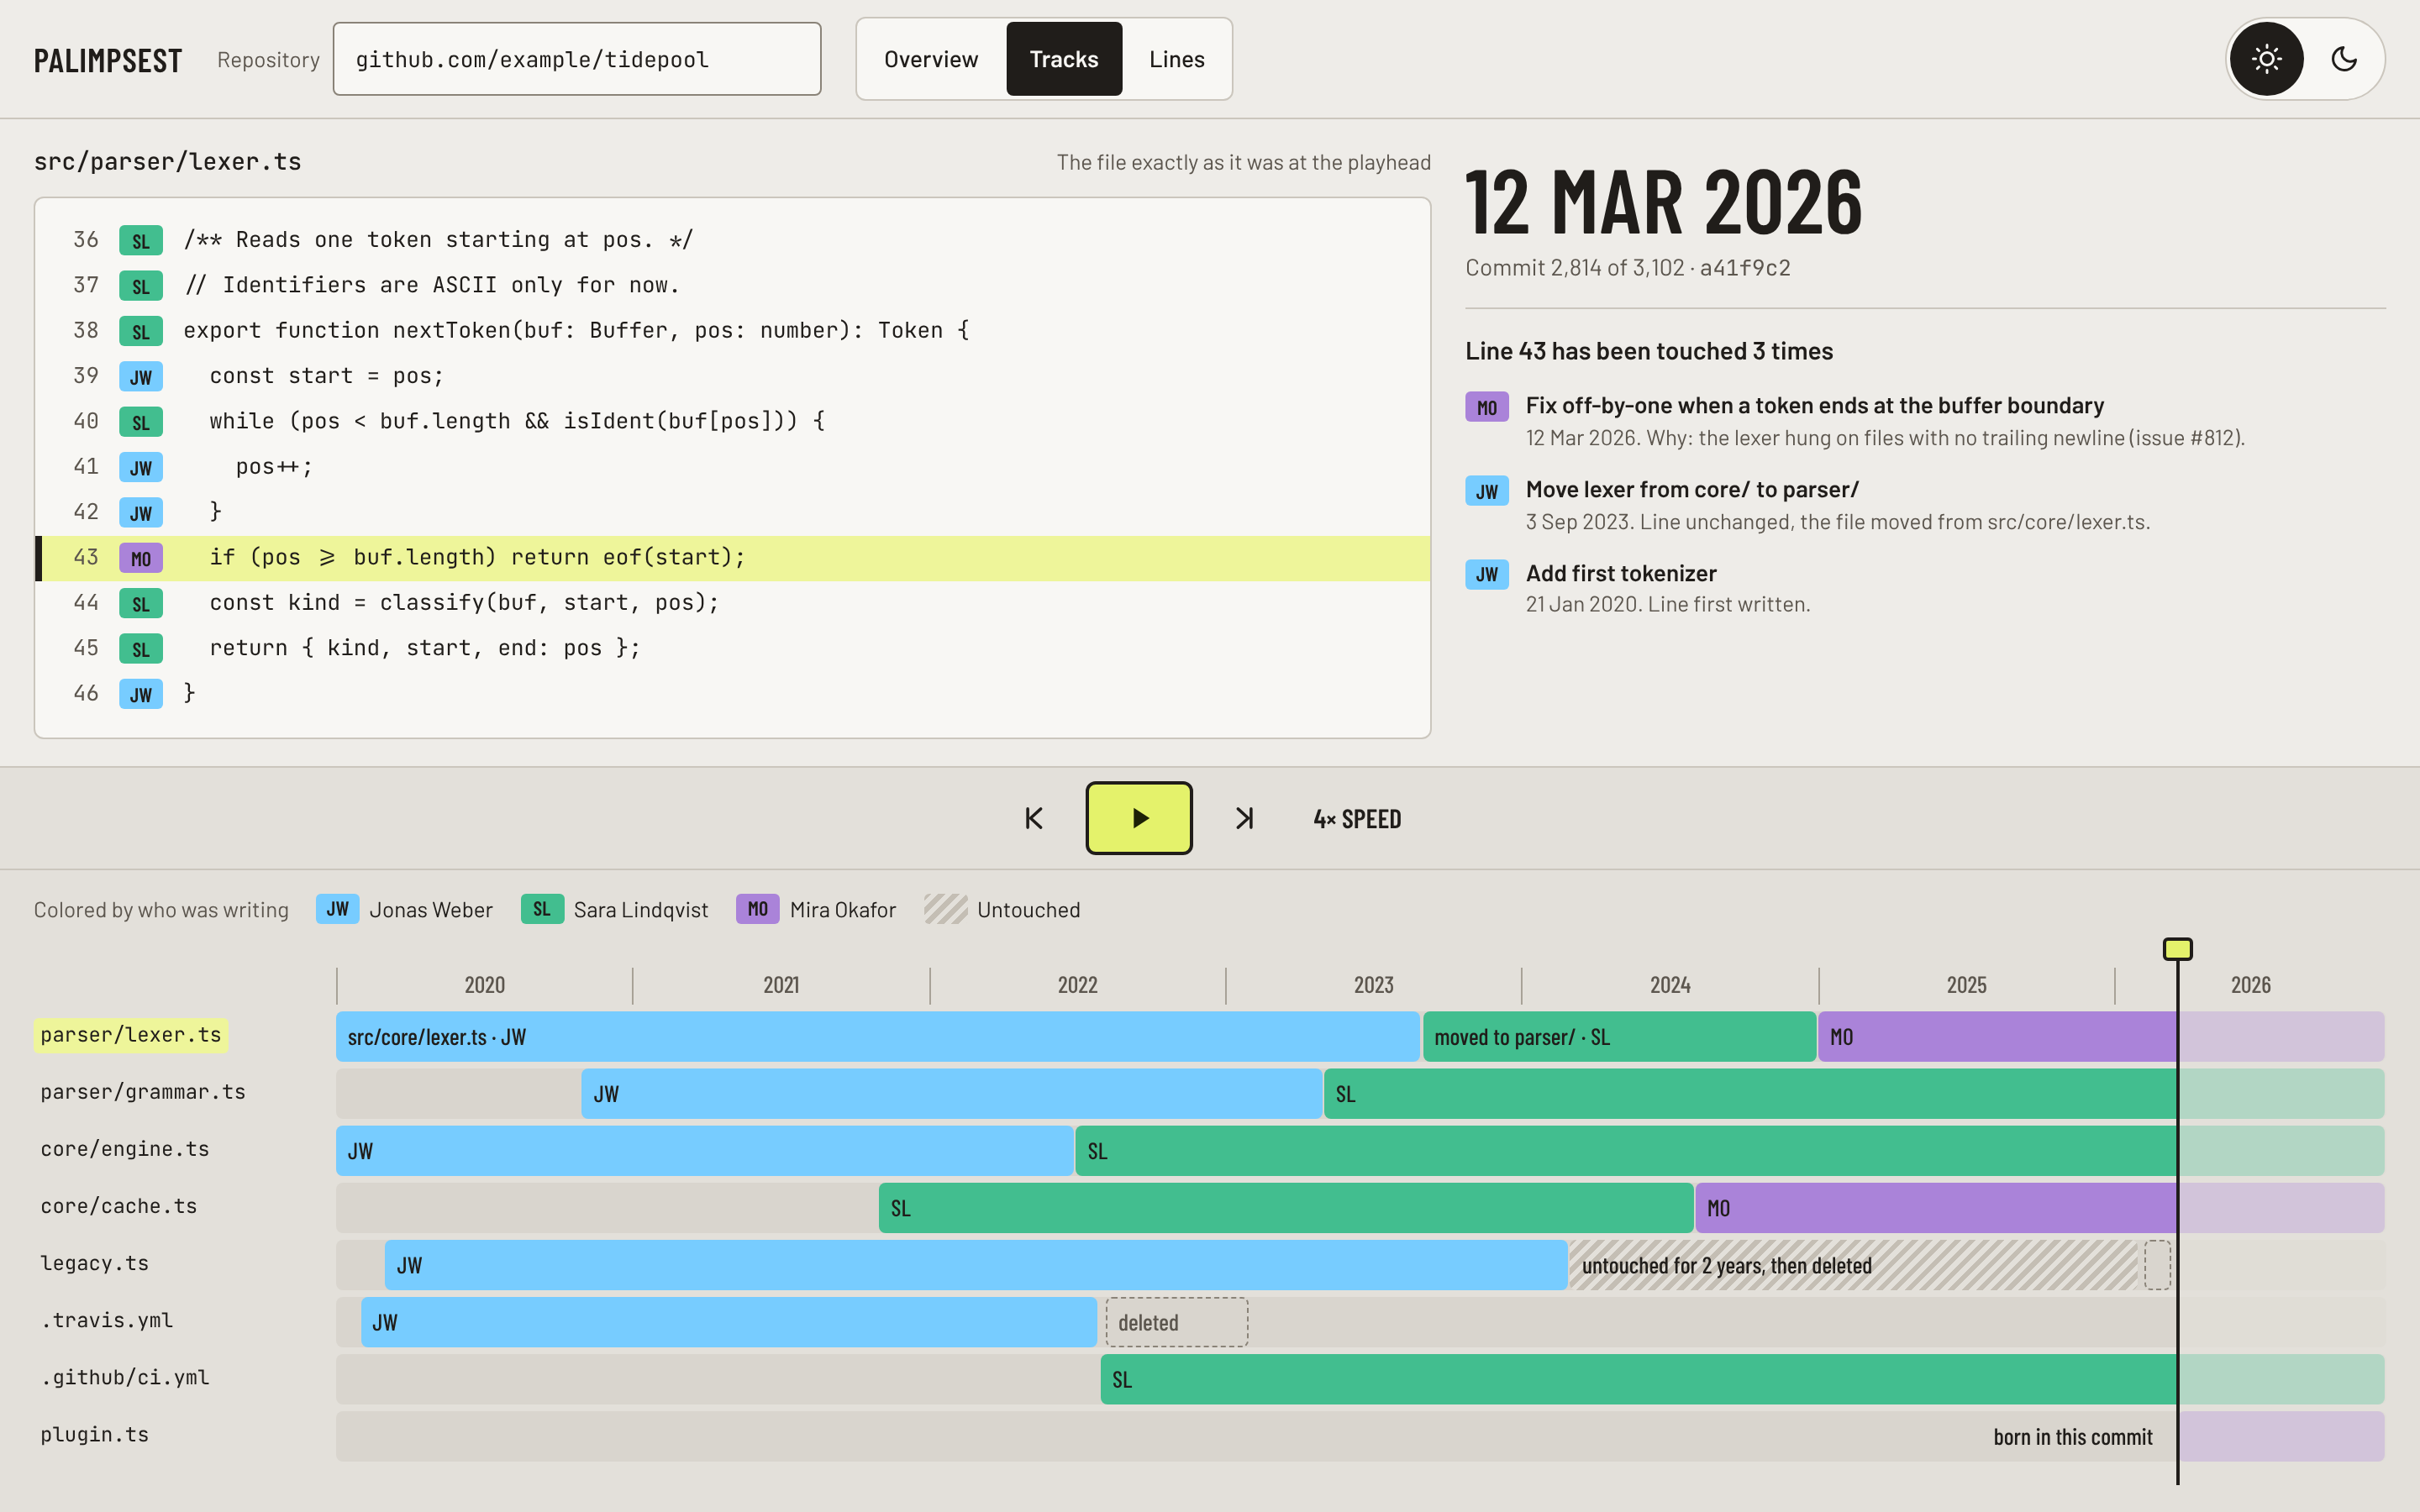 PALIMPSEST
Repository
github.com/example/tidepool
Overview
Tracks
Lines
src/parser/lexer.ts
The file exactly as it was at the playhead
36 SL /** Reads one token starting at pos. */
37 SL // Identifiers are ASCII only for now.
38 SL export function nextToken(buf: Buffer, pos: number): Token {
39 JW const start = pos;
40 SL while (pos < buf.length && isIdent(buf[pos])) {
41 JW pos++;
42 JW }
43 MO if (pos >= buf.length) return eof(start);
44 SL const kind = classify(buf, start, pos);
45 SL return { kind, start, end: pos };
46 JW }
12 MAR 2026
Commit 2,814 of 3,102 · a41f9c2
Line 43 has been touched 3 times
MO Fix off-by-one when a token ends at the buffer boundary
12 Mar 2026. Why: the lexer hung on files with no trailing newline (issue #812).
JW Move lexer from core/ to parser/
3 Sep 2023. Line unchanged, the file moved from src/core/lexer.ts.
JW Add first tokenizer
21 Jan 2020. Line first written.
4× SPEED
Colored by who was writing
JW Jonas Weber
SL Sara Lindqvist
MO Mira Okafor
Untouched
2020 2021 2022 2023 2024 2025 2026
parser/lexer.ts src/core/lexer.ts · JW moved to parser/ · SL MO
parser/grammar.ts JW SL
core/engine.ts JW SL
core/cache.ts SL MO
legacy.ts JW untouched for 2 years, then deleted
.travis.yml JW deleted
.github/ci.yml SL
plugin.ts born in this commit